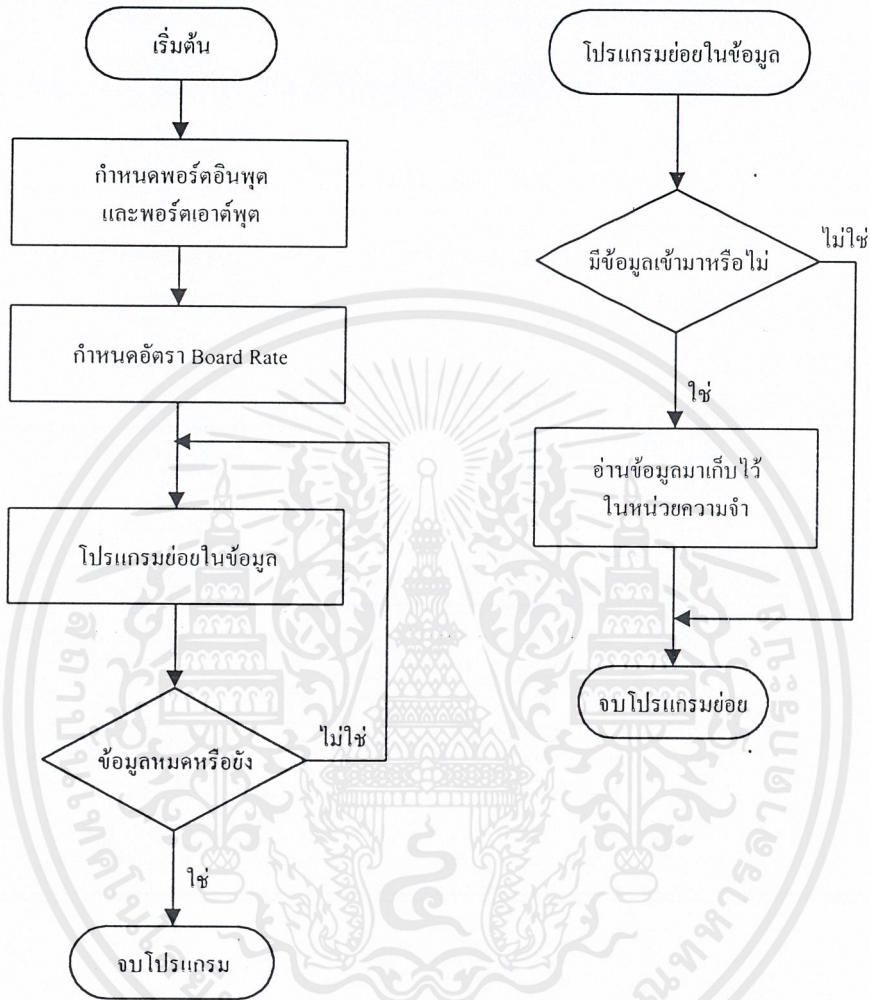 เริ่มต้น
กำหนดพอร์ตอินพุต
และพอร์ตเอาต์พุต
กำหนดอัตรา Board Rate
โปรแกรมย่อยในข้อมูล
ข้อมูลหมดหรือยัง
ไม่ใช่
ใช่
จบโปรแกรม
โปรแกรมย่อยในข้อมูล
มีข้อมูลเข้ามาหรือไม่
ไม่ใช่
ใช่
อ่านข้อมูลมาเก็บไว้
ในหน่วยความจำ
จบโปรแกรมย่อย